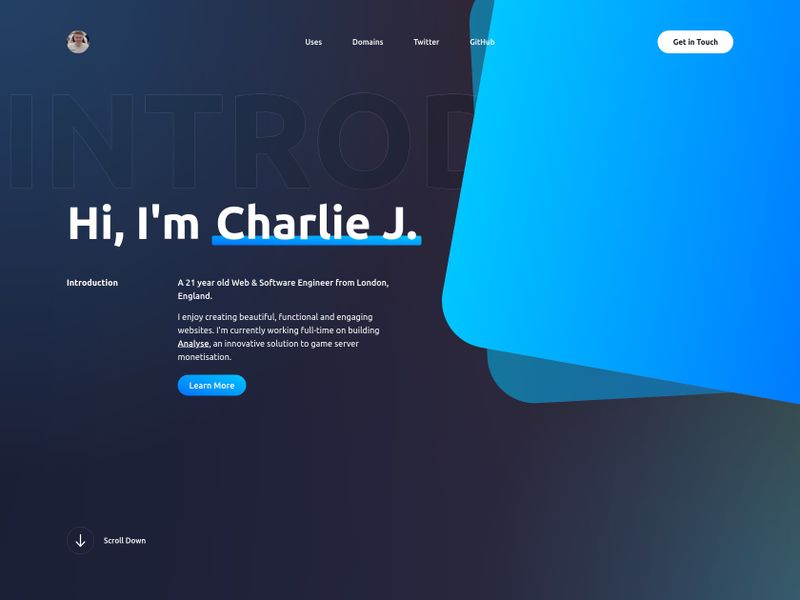 Uses Domains Twitter GitHub Get in Touch
INTROD
Hi, I'm Charlie J.
Introduction
A 21 year old Web & Software Engineer from London,
England.
I enjoy creating beautiful, functional and engaging
websites. I'm currently working full-time on building
Analyse, an innovative solution to game server
monetisation.
Learn More
Scroll Down